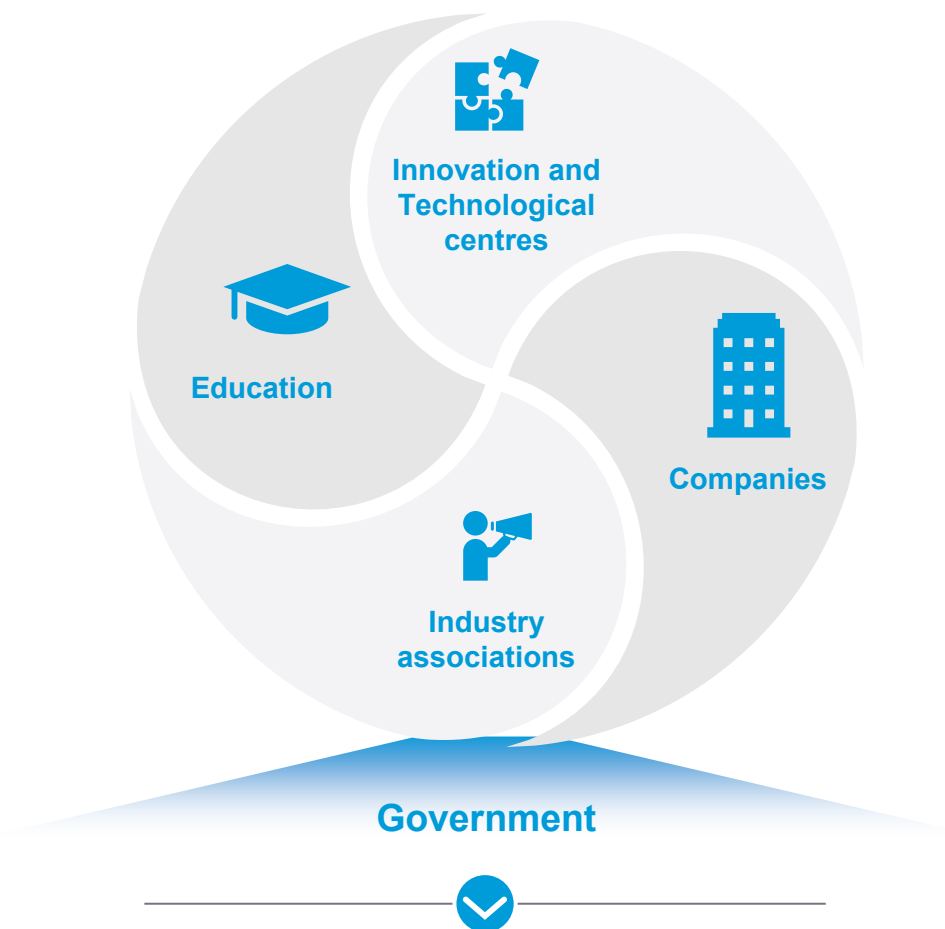 Innovation and
Technological
centres
Education
Companies
Industry
associations
Government